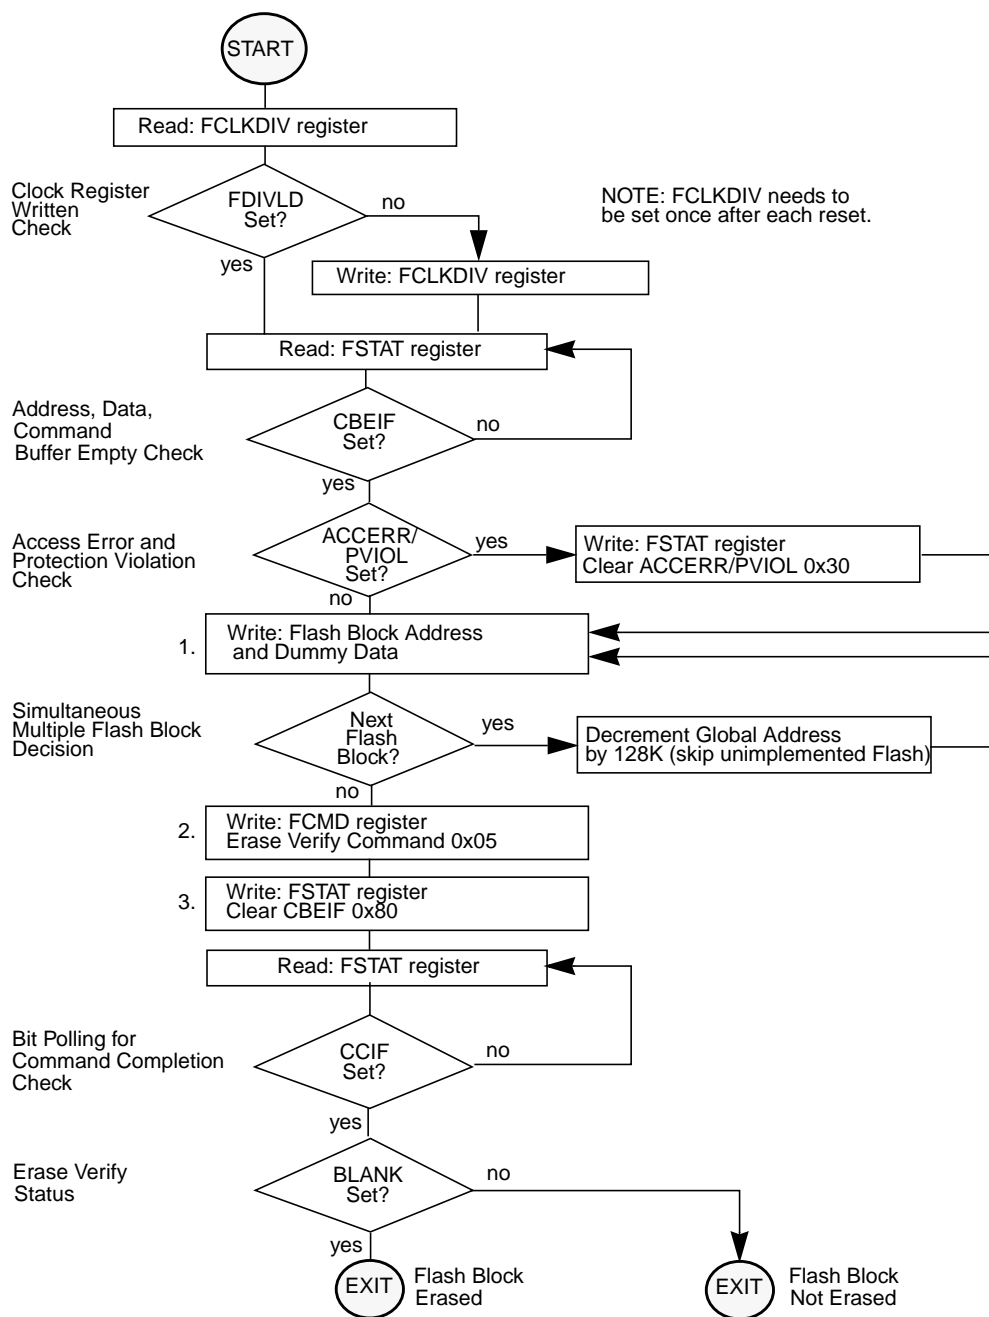 START
Read: FCLKDIV register
Clock Register
Written
Check
FDIVLD
Set?
no
yes
NOTE: FCLKDIV needs to
be set once after each reset.
Write: FCLKDIV register
Read: FSTAT register
Address, Data,
Command
Buffer Empty Check
CBEIF
Set?
no
yes
Access Error and
Protection Violation
Check
ACCERR/
PVIOL
Set?
yes
no
Write: FSTAT register
Clear ACCERR/PVIOL 0x30
1.
Write: Flash Block Address
and Dummy Data
Simultaneous
Multiple Flash Block
Decision
Next
Flash
Block?
yes
no
Decrement Global Address
by 128K (skip unimplemented Flash)
2.
Write: FCMD register
Erase Verify Command 0x05
3.
Write: FSTAT register
Clear CBEIF 0x80
Read: FSTAT register
Bit Polling for
Command Completion
Check
CCIF
Set?
no
yes
Erase Verify
Status
BLANK
Set?
no
yes
EXIT
Flash Block
Erased
EXIT
Flash Block
Not Erased